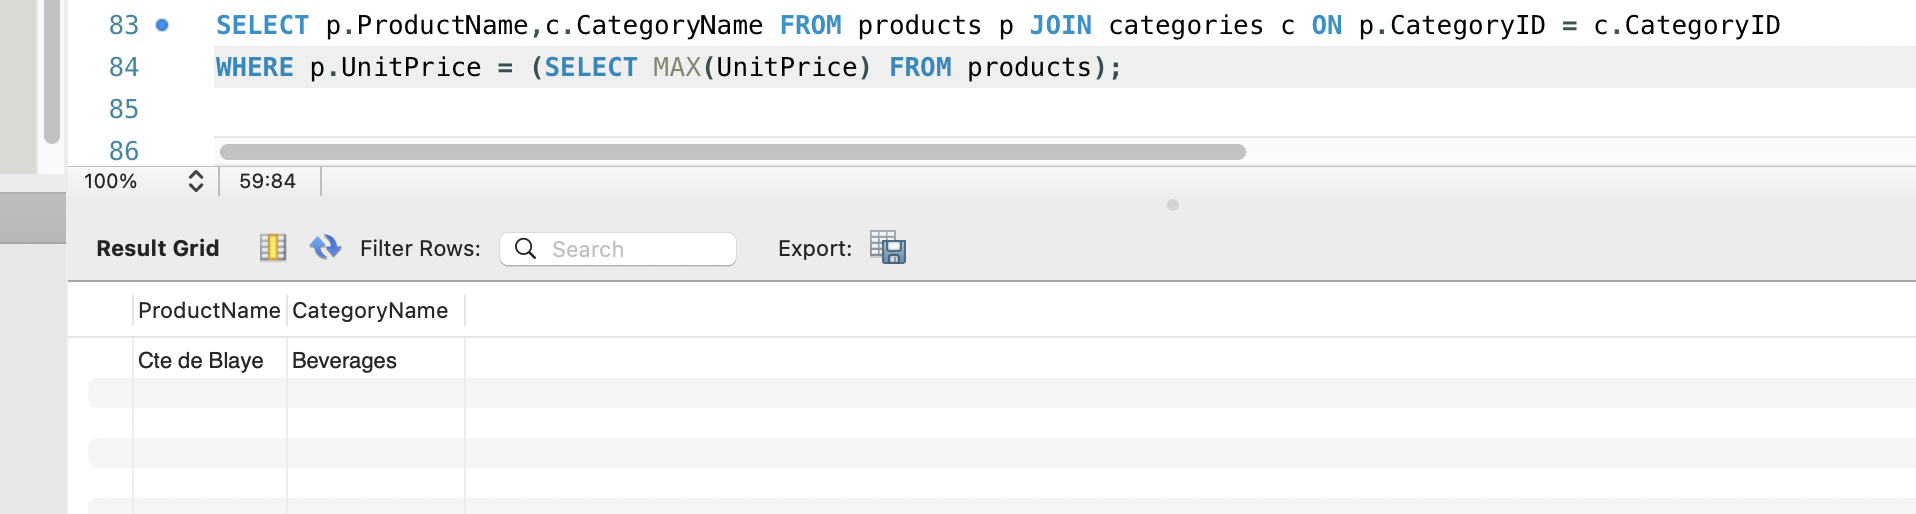 83 SELECT p.ProductName,c.CategoryName FROM products p JOIN categories c ON p.CategoryID = c.CategoryID
84 WHERE p.UnitPrice = (SELECT MAX(UnitPrice) FROM products);
85
86
100% 59:84
Result Grid Filter Rows: Search Export:
ProductName CategoryName
Cte de Blaye Beverages